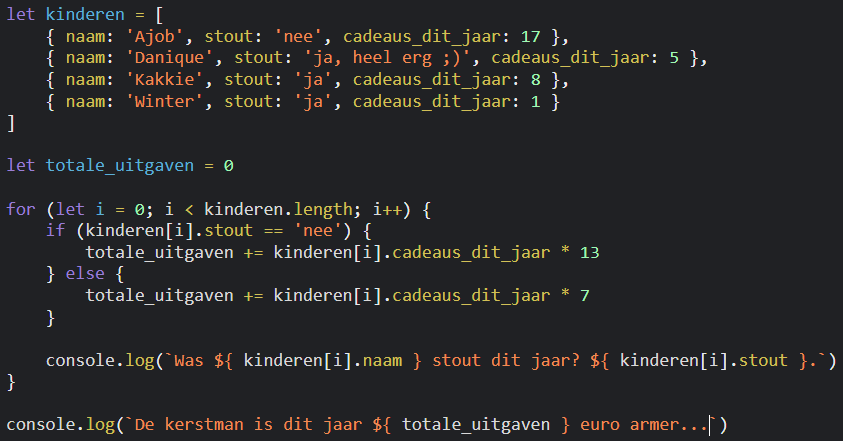 let kinderen = [
    { naam: 'Ajob', stout: 'nee', cadeaus_dit_jaar: 17 },
    { naam: 'Danique', stout: 'ja, heel erg ;)', cadeaus_dit_jaar: 5 },
    { naam: 'Kakkie', stout: 'ja', cadeaus_dit_jaar: 8 },
    { naam: 'Winter', stout: 'ja', cadeaus_dit_jaar: 1 }
]

let totale_uitgaven = 0

for (let i = 0; i < kinderen.length; i++) {
    if (kinderen[i].stout == 'nee') {
        totale_uitgaven += kinderen[i].cadeaus_dit_jaar * 13
    } else {
        totale_uitgaven += kinderen[i].cadeaus_dit_jaar * 7
    }

    console.log(`Was ${ kinderen[i].naam } stout dit jaar? ${ kinderen[i].stout }.`)
}

console.log(`De kerstman is dit jaar ${ totale_uitgaven } euro armer...`)